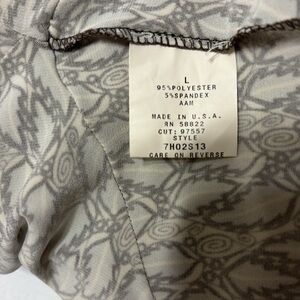 L
95%POLYESTER
5%SPANDEX
AAM
MADE IN U.S.A.
RN 58822
CUT: 97557
STYLE
7H02S13
CARE ON REVERSE